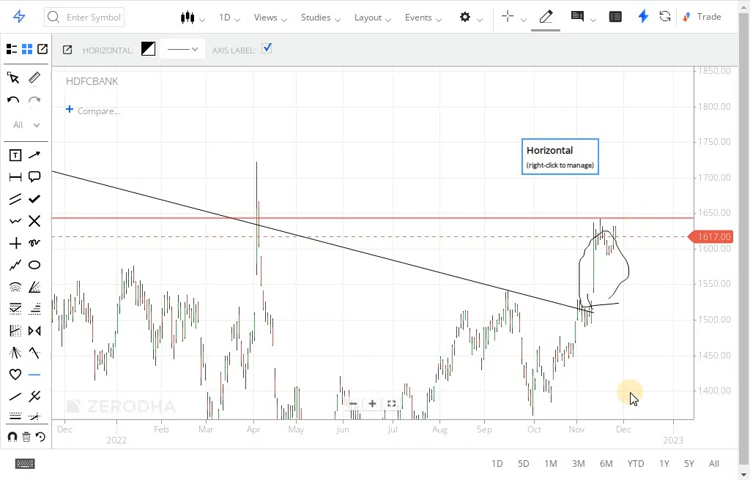 Enter Symbol
1D
Views
Studies
Layout
Events
Trade
HORIZONTAL:
AXIS LABEL:
All
T
HDFCBANK
+ Compare...
Horizontal
(right-click to manage)
1850.00
1800.00
1750.00
1700.00
1650.00
1617.00
1600.00
1550.00
1500.00
1450.00
1400.00
ZERODHA
Dec 2022 Feb Mar Apr May Jun Jul Aug Sep Oct Nov Dec 2023
1D 5D 1M 3M 6M YTD 1Y 5Y All